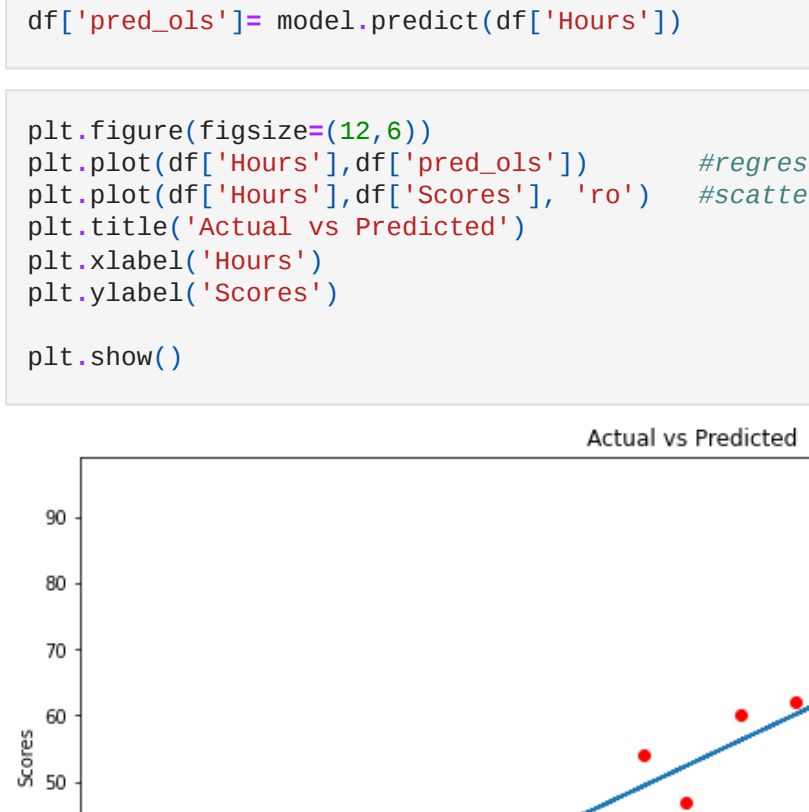 df['pred_ols']= model.predict(df['Hours'])
plt.figure(figsize=(12,6))
plt.plot(df['Hours'],df['pred_ols']) #regres
plt.plot(df['Hours'],df['Scores'], 'ro') #scatte
plt.title('Actual vs Predicted')
plt.xlabel('Hours')
plt.ylabel('Scores')
plt.show()
Actual vs Predicted
90
80
70
60
50
Scores